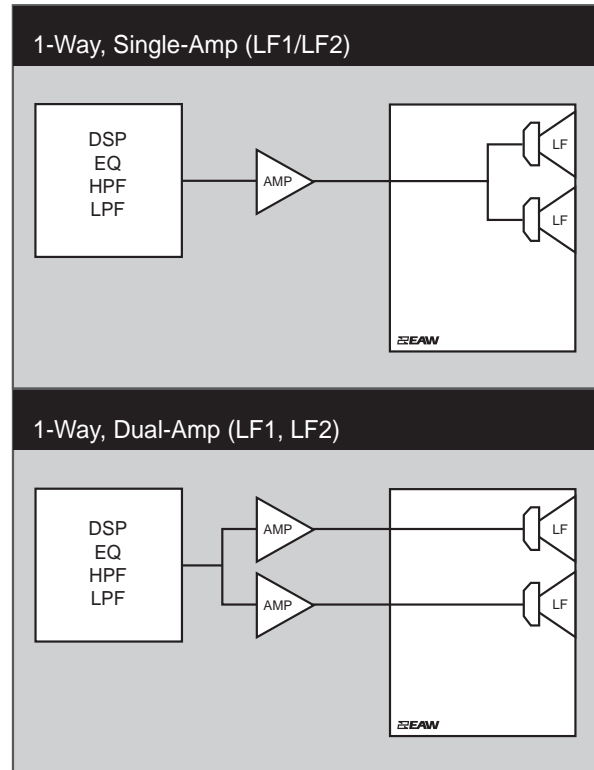 1-Way, Single-Amp (LF1/LF2)
DSP
EQ
HPF
LPF
AMP
LF
LF
EAW
1-Way, Dual-Amp (LF1, LF2)
DSP
EQ
HPF
LPF
AMP
AMP
LF
LF
EAW